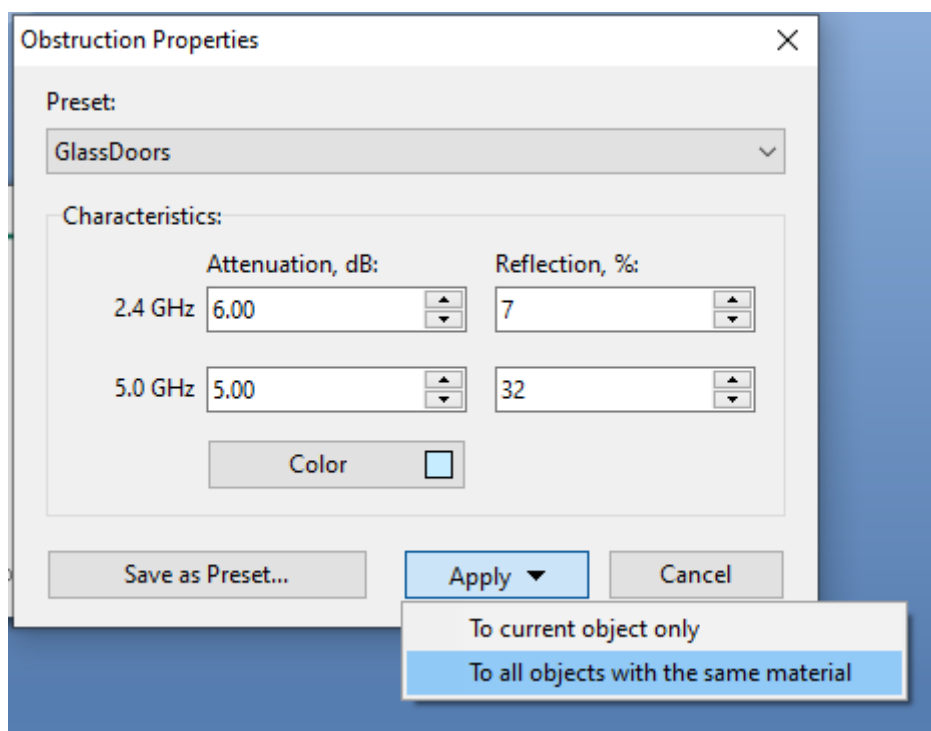 Obstruction Properties
Preset:
GlassDoors
Characteristics:
Attenuation, dB: Reflection, %:
2.4 GHz 6.00 7
5.0 GHz 5.00 32
Color
Save as Preset... Apply Cancel
To current object only
To all objects with the same material